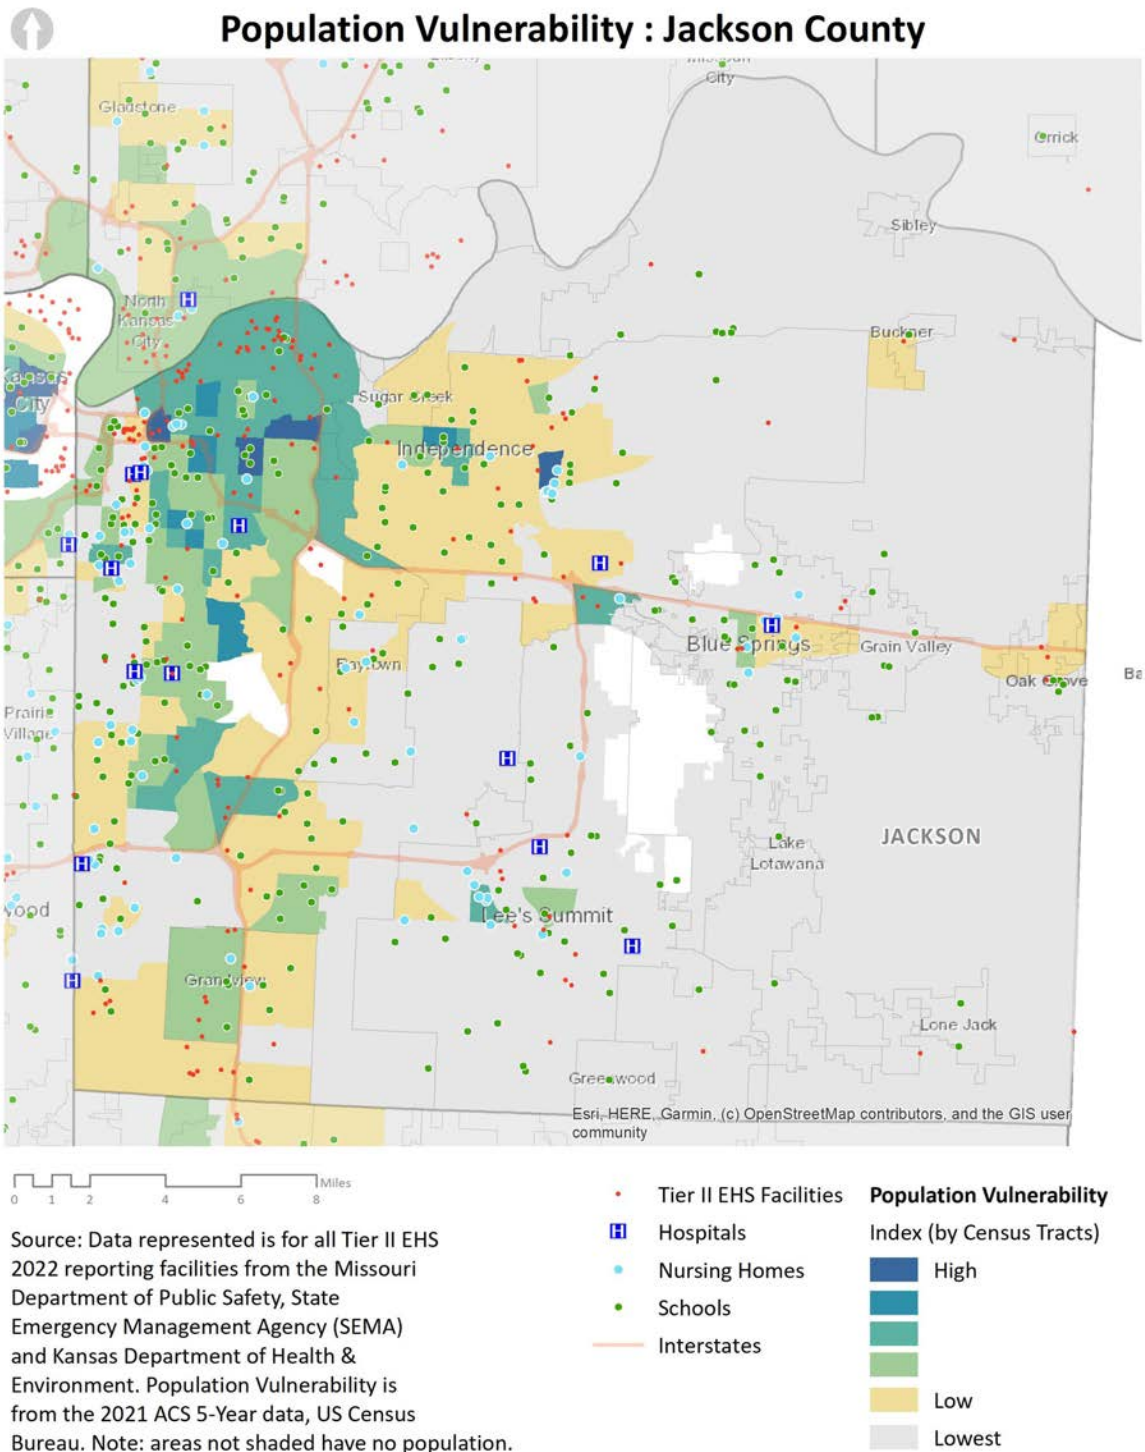 Population Vulnerability : Jackson County
City
Gladstone
Orrick
Sibley
North
Kansas
City
Buckner
Kansas
City
Sugar Creek
Independence
Blue Springs
Grain Valley
Raytown
Oak Grove
Ba
Prairie
Village
JACKSON
Lake
Lotawana
wood
Lee's Summit
Grandview
Lone Jack
Greenwood
Esri, HERE, Garmin, (c) OpenStreetMap contributors, and the GIS user
community
0 1 2 4 6 8 Miles
Source: Data represented is for all Tier II EHS
2022 reporting facilities from the Missouri
Department of Public Safety, State
Emergency Management Agency (SEMA)
and Kansas Department of Health &
Environment. Population Vulnerability is
from the 2021 ACS 5-Year data, US Census
Bureau. Note: areas not shaded have no population.
Tier II EHS Facilities
H Hospitals
Nursing Homes
Schools
Interstates
Population Vulnerability
Index (by Census Tracts)
High
Low
Lowest